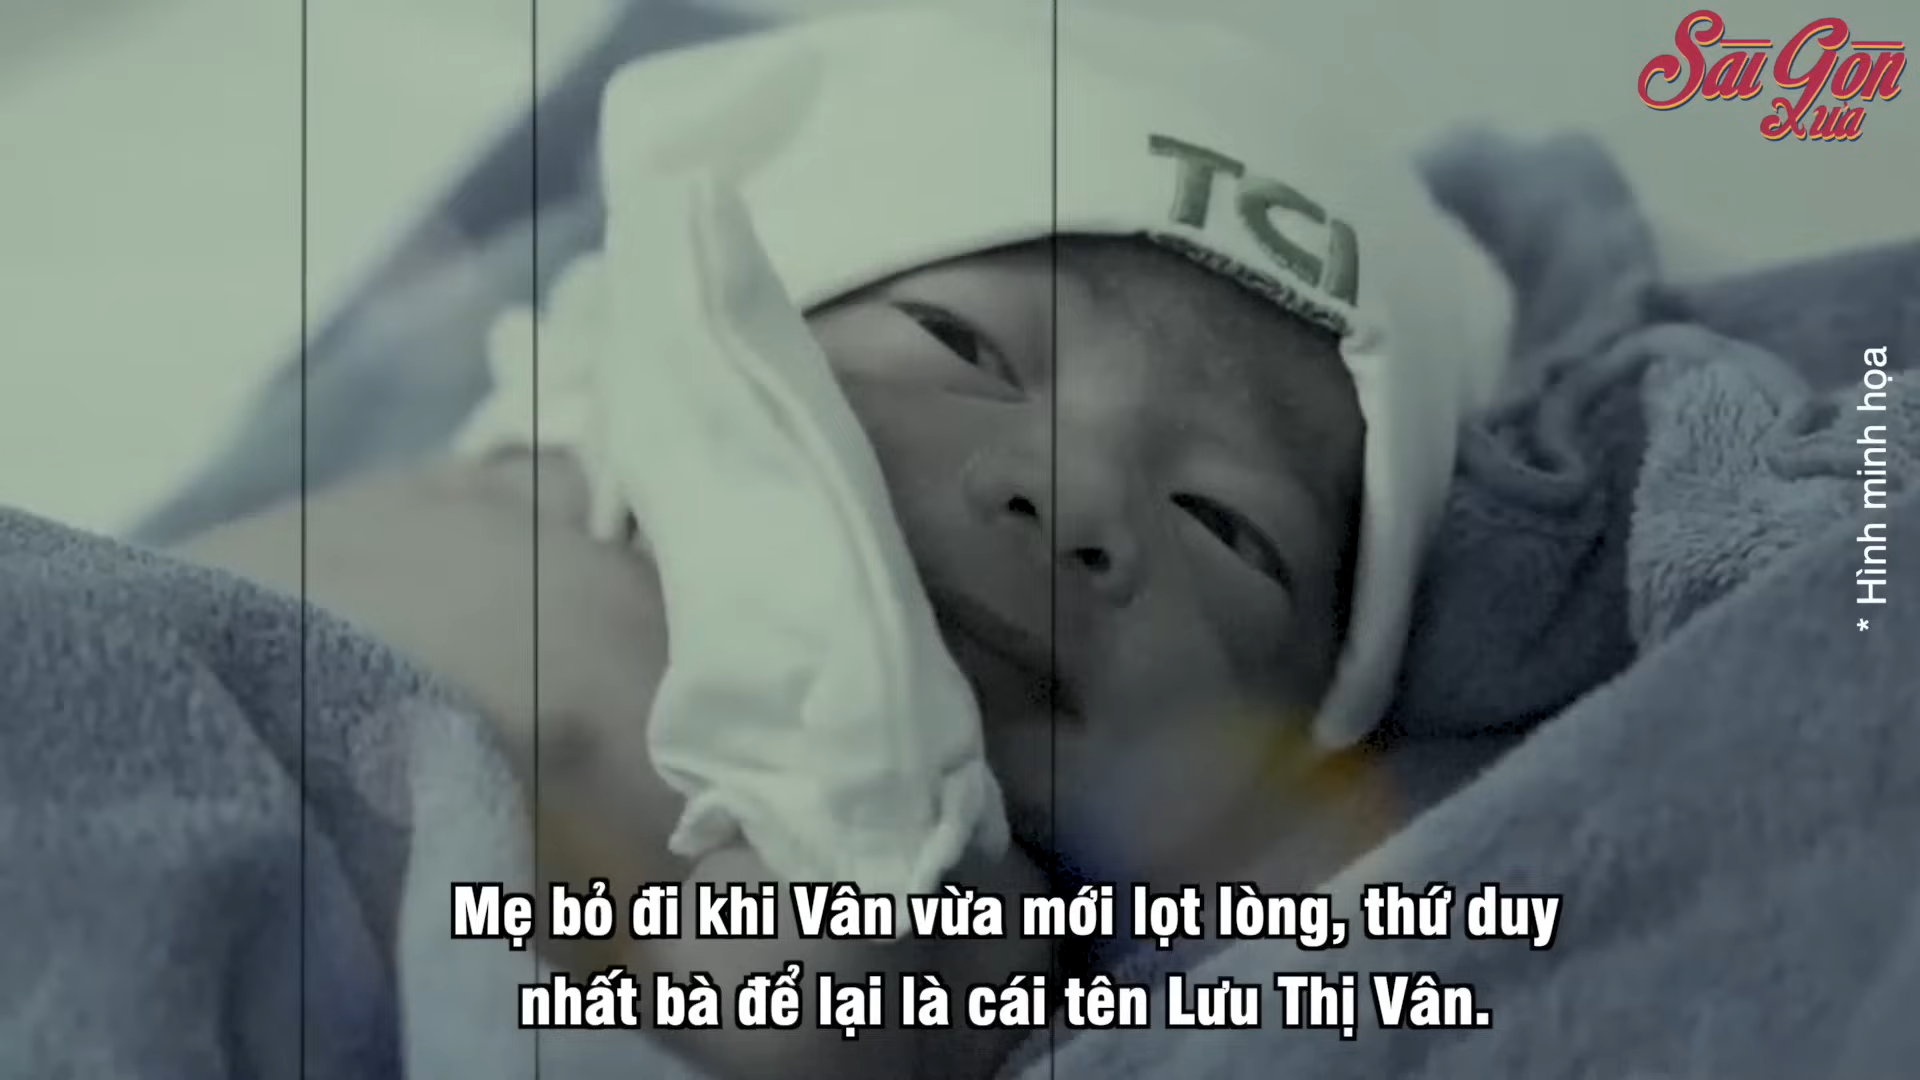 Sài Gòn
Xưa
TCI
* Hình minh họa
Mẹ bỏ đi khi Vân vừa mới lọt lòng, thứ duy
nhất bà để lại là cái tên Lưu Thị Vân.